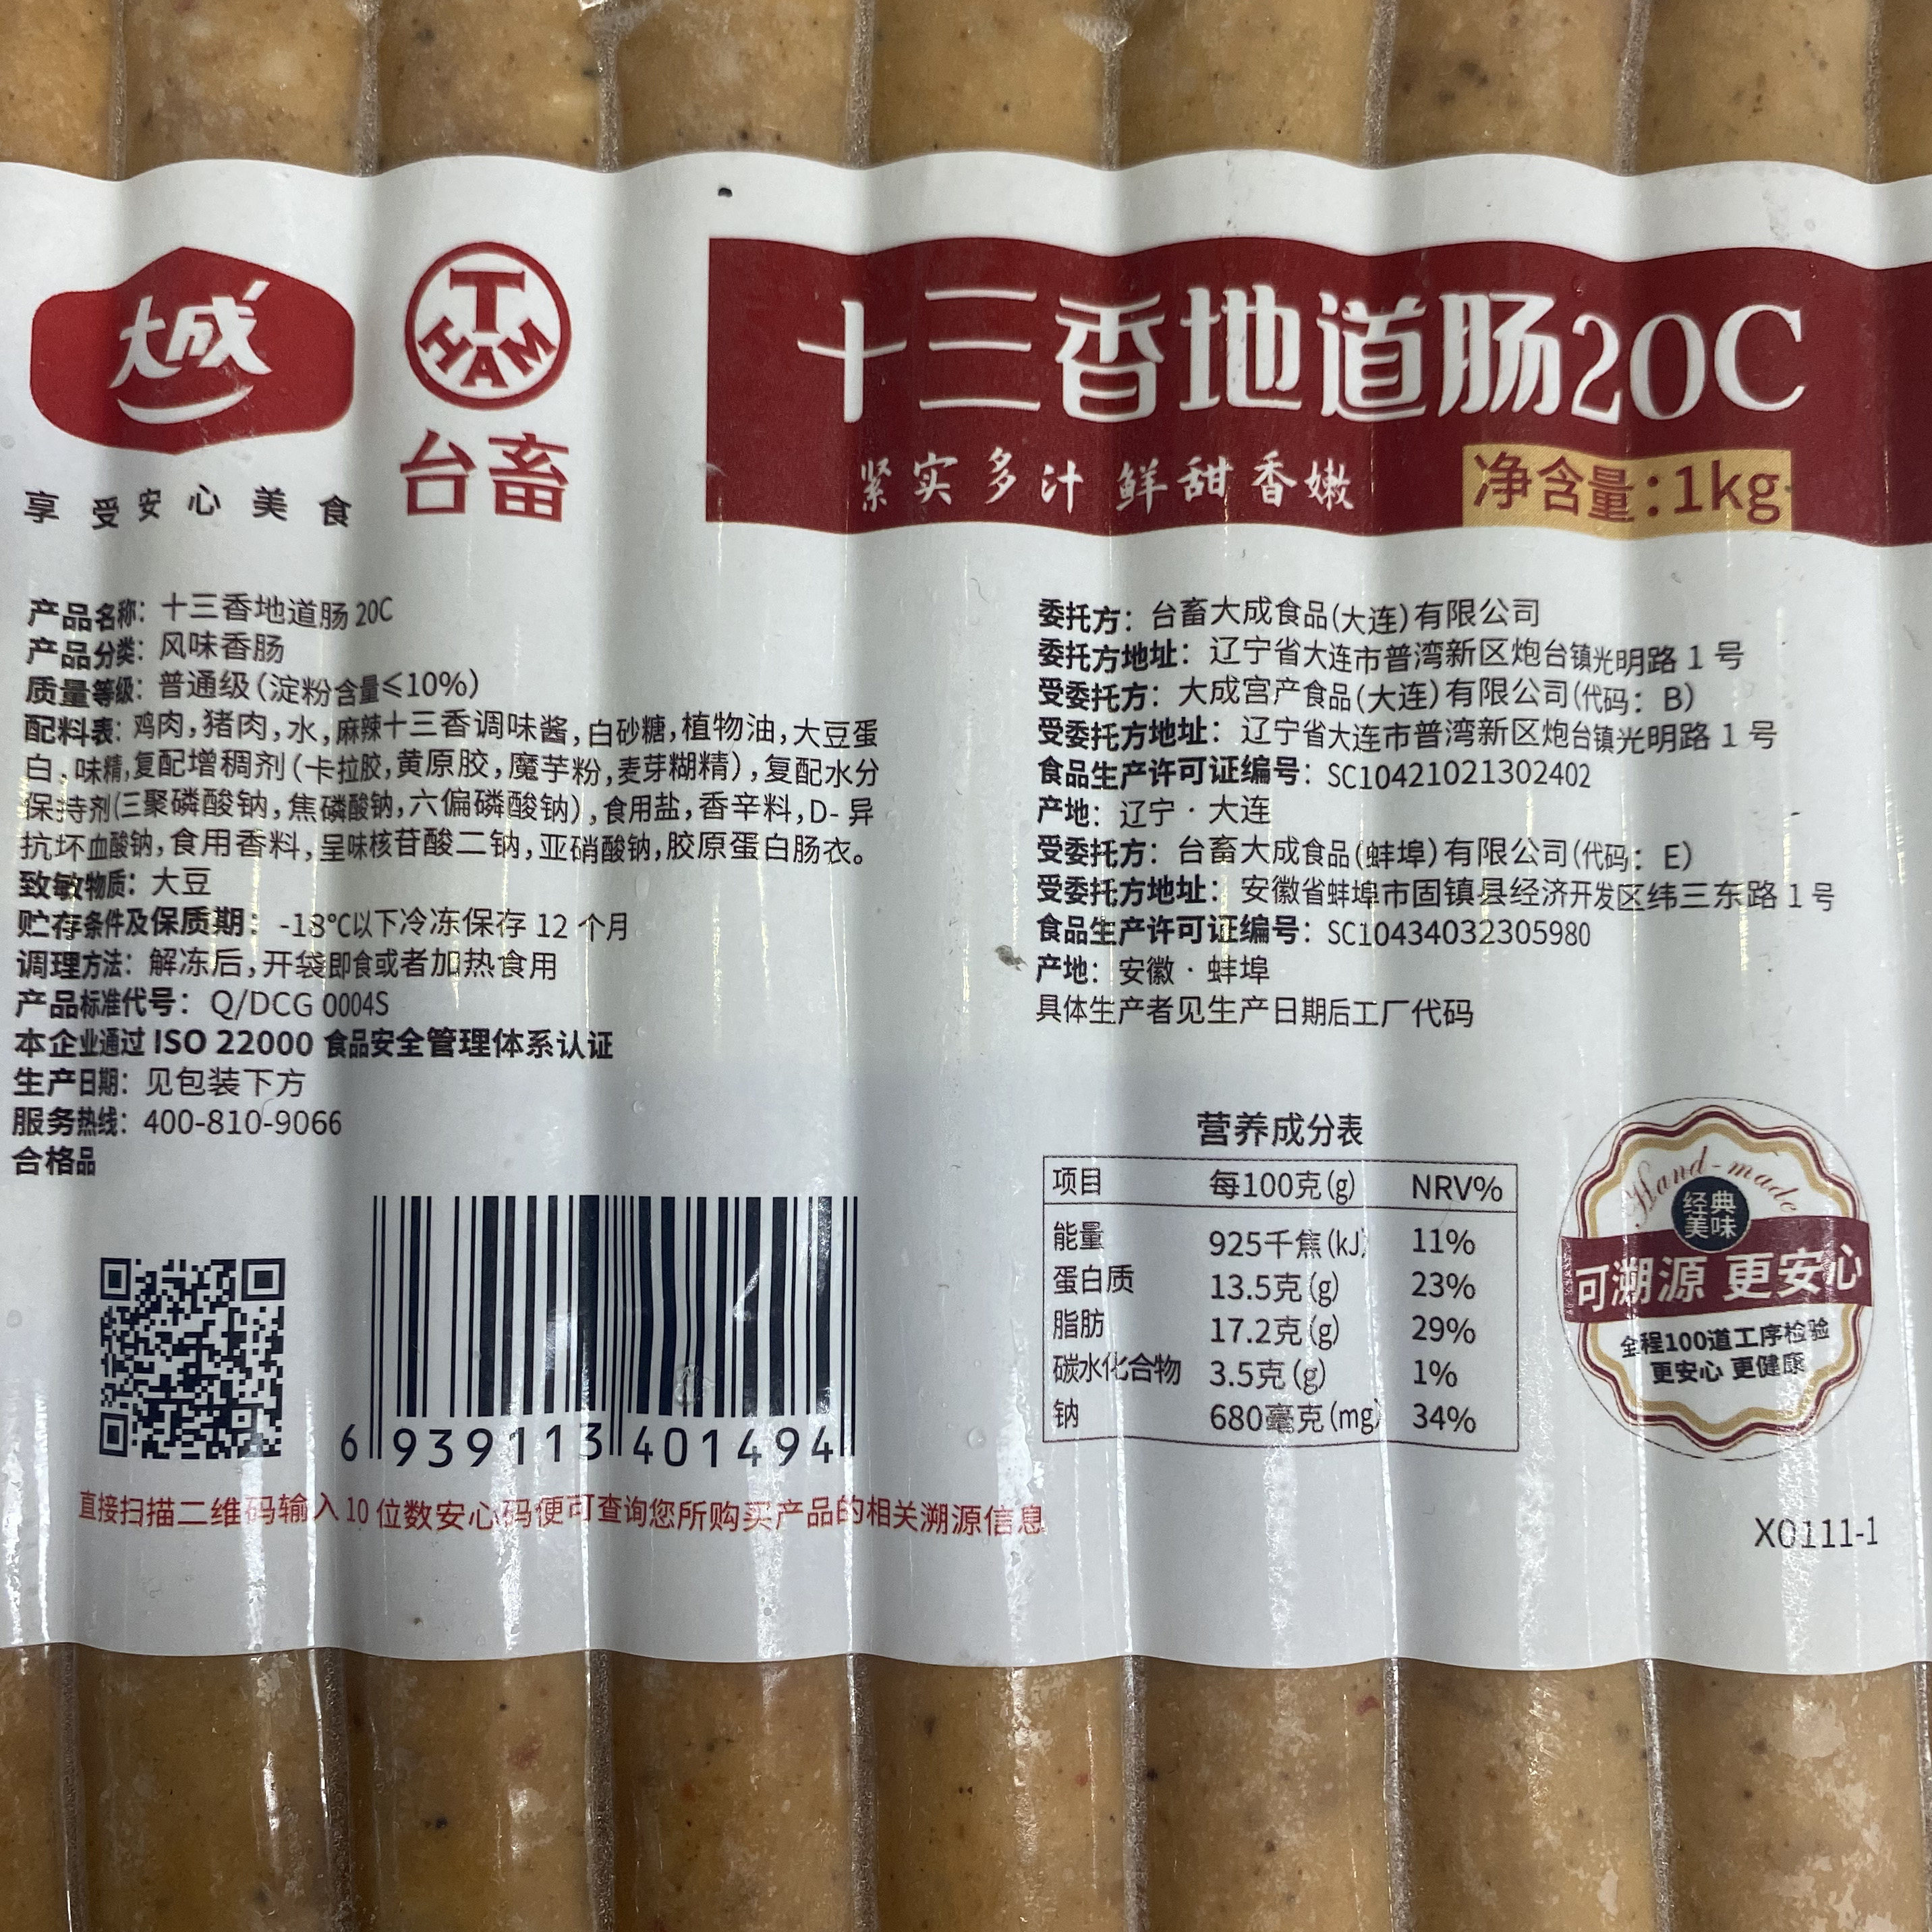 大成
享受安心美食
T HAM
台畜
十三香地道肠20C
紧实多汁 鲜甜香嫩
净含量:1kg
产品名称：十三香地道肠 20C
产品分类：风味香肠
质量等级：普通级(淀粉含量≤10%)
配料表：鸡肉,猪肉,水,麻辣十三香调味酱,白砂糖,植物油,大豆蛋
白,味精,复配增稠剂(卡拉胶,黄原胶,魔芋粉,麦芽糊精),复配水分
保持剂(三聚磷酸钠,焦磷酸钠,六偏磷酸钠),食用盐,香辛料,D-异
抗坏血酸钠,食用香料,呈味核苷酸二钠,亚硝酸钠,胶原蛋白肠衣。
致敏物质：大豆
贮存条件及保质期：-18℃以下冷冻保存 12 个月
调理方法：解冻后,开袋即食或者加热食用
产品标准代号：Q/DCG 0004S
本企业通过 ISO 22000 食品安全管理体系认证
生产日期：见包装下方
服务热线：400-810-9066
合格品
6 939113 401494
直接扫描二维码输入 10 位数安心码便可查询您所购买产品的相关溯源信息
委托方：台畜大成食品(大连)有限公司
委托方地址：辽宁省大连市普湾新区炮台镇光明路 1 号
受委托方：大成宫产食品(大连)有限公司(代码：B)
受委托方地址：辽宁省大连市普湾新区炮台镇光明路 1 号
食品生产许可证编号：SC10421021302402
产地：辽宁·大连
受委托方：台畜大成食品(蚌埠)有限公司(代码：E)
受委托方地址：安徽省蚌埠市固镇县经济开发区纬三东路 1 号
食品生产许可证编号：SC10434032305980
产地：安徽·蚌埠
具体生产者见生产日期后工厂代码
营养成分表
项目 每100克(g) NRV%
能量 925千焦(kJ) 11%
蛋白质 13.5克(g) 23%
脂肪 17.2克(g) 29%
碳水化合物 3.5克(g) 1%
钠 680毫克(mg) 34%
Hand-made
经典
美味
可溯源 更安心
全程100道工序检验
更安心 更健康
X0111-1